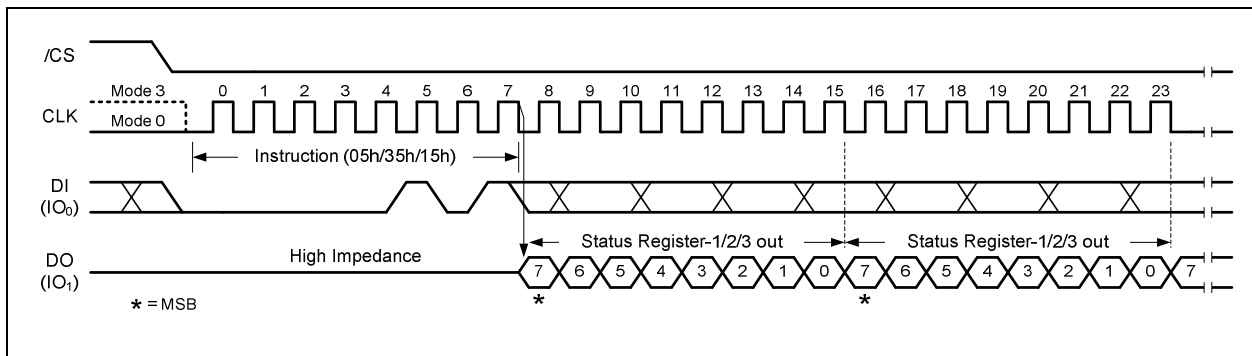 /CS
Mode 3
0 1 2 3 4 5 6 7 8 9 10 11 12 13 14 15 16 17 18 19 20 21 22 23
CLK
Mode 0
Instruction (05h/35h/15h)
DI
(IO₀)
Status Register-1/2/3 out Status Register-1/2/3 out
High Impedance
DO
(IO₁)
7 6 5 4 3 2 1 0 7 6 5 4 3 2 1 0 7
* *
* = MSB